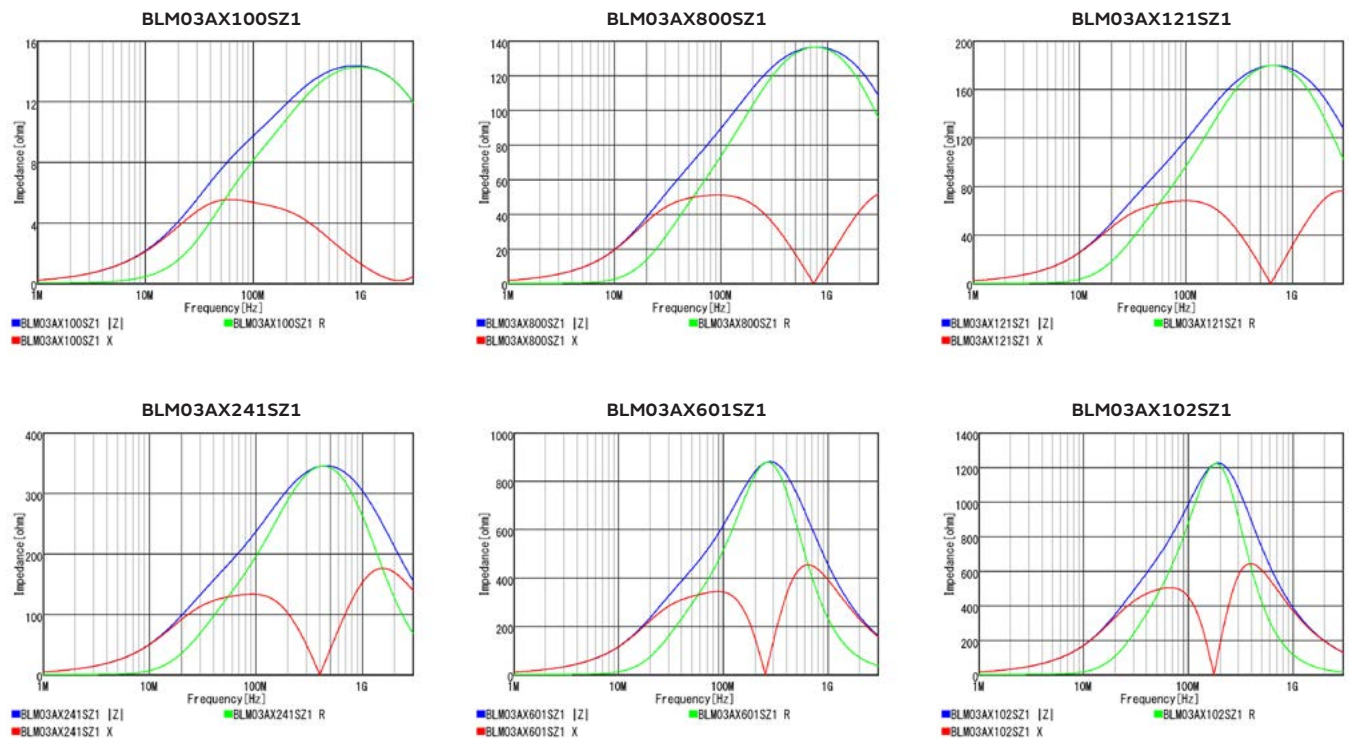 BLM03AX100SZ1
16
12
8
4
0
Impedance[ohm]
1M 10M 100M 1G
Frequency[Hz]
BLM03AX100SZ1 |Z| BLM03AX100SZ1 R
BLM03AX100SZ1 X
BLM03AX800SZ1
140
120
100
80
60
40
20
0
Impedance[ohm]
1M 10M 100M 1G
Frequency[Hz]
BLM03AX800SZ1 |Z| BLM03AX800SZ1 R
BLM03AX800SZ1 X
BLM03AX121SZ1
200
160
120
80
40
0
Impedance[ohm]
1M 10M 100M 1G
Frequency[Hz]
BLM03AX121SZ1 |Z| BLM03AX121SZ1 R
BLM03AX121SZ1 X
BLM03AX241SZ1
400
300
200
100
0
Impedance[ohm]
1M 10M 100M 1G
Frequency[Hz]
BLM03AX241SZ1 |Z| BLM03AX241SZ1 R
BLM03AX241SZ1 X
BLM03AX601SZ1
1000
800
600
400
200
0
Impedance[ohm]
1M 10M 100M 1G
Frequency[Hz]
BLM03AX601SZ1 |Z| BLM03AX601SZ1 R
BLM03AX601SZ1 X
BLM03AX102SZ1
1400
1200
1000
800
600
400
200
0
Impedance[ohm]
1M 10M 100M 1G
Frequency[Hz]
BLM03AX102SZ1 |Z| BLM03AX102SZ1 R
BLM03AX102SZ1 X